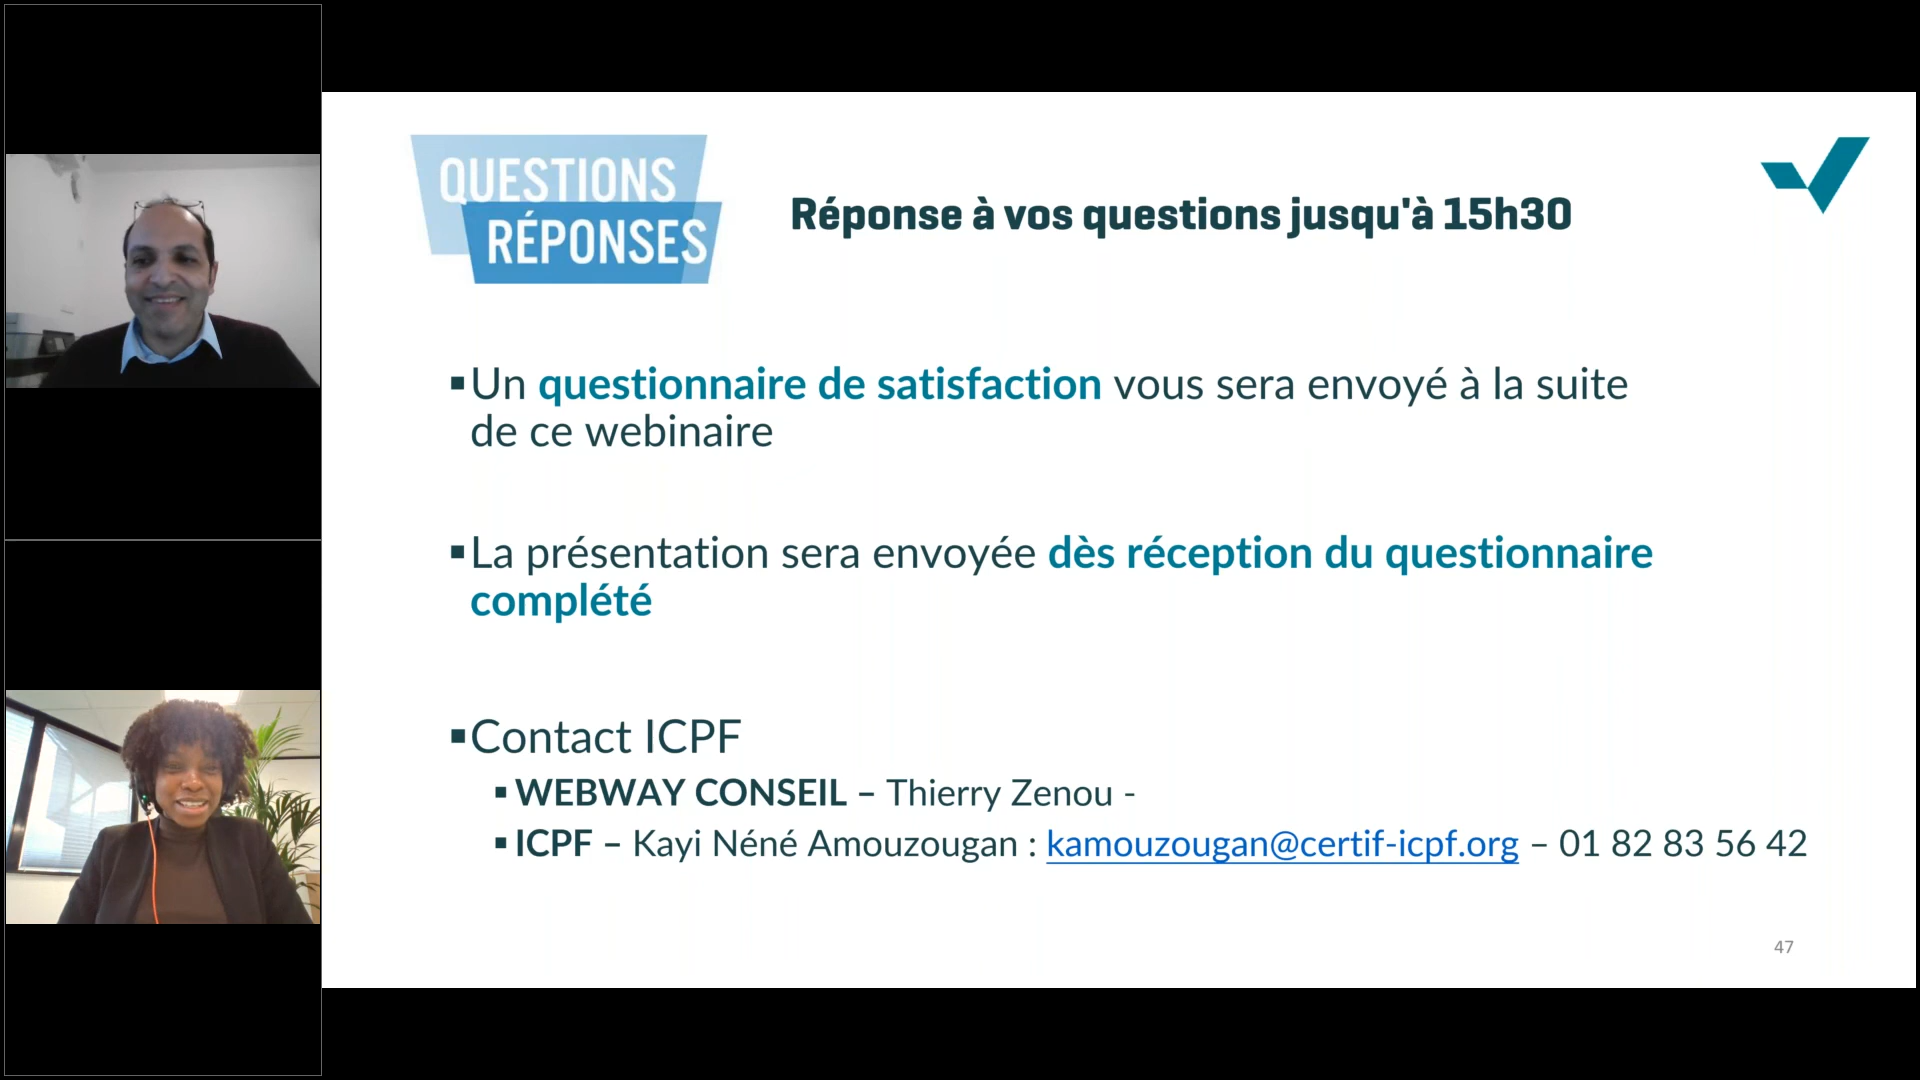 QUESTIONS
RÉPONSES
Réponse à vos questions jusqu'à 15h30
▪Un questionnaire de satisfaction vous sera envoyé à la suite
de ce webinaire
▪La présentation sera envoyée dès réception du questionnaire
complété
▪Contact ICPF
▪WEBWAY CONSEIL – Thierry Zenou -
▪ICPF – Kayi Néné Amouzougan : kamouzougan@certif-icpf.org – 01 82 83 56 42
47